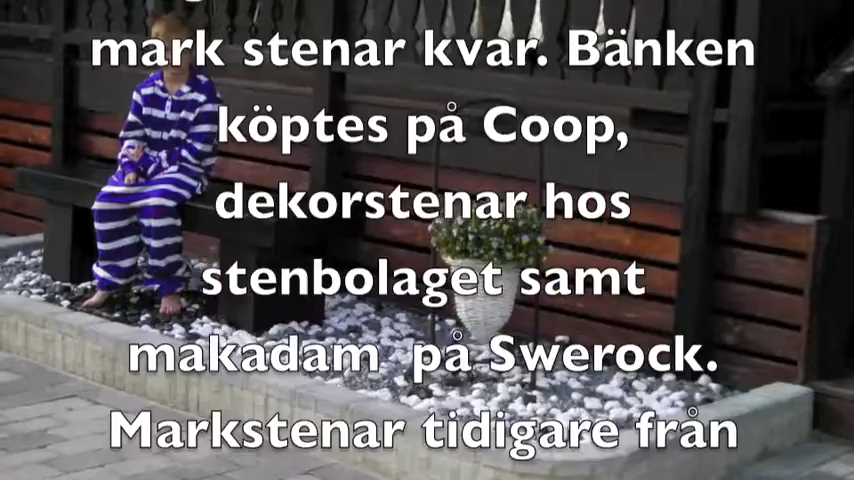 mark stenar kvar. Bänken
köptes på Coop,
dekorstenar hos
stenbolaget samt
makadam på Swerock.
Markstenar tidigare från